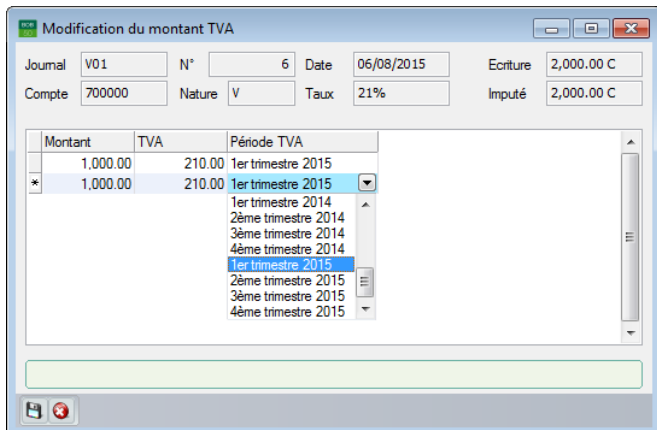 BOB 50 Modification du montant TVA
Journal V01 N° 6 Date 06/08/2015 Ecriture 2,000.00 C
Compte 700000 Nature V Taux 21% Imputé 2,000.00 C
Montant TVA Période TVA
1,000.00 210.00 1er trimestre 2015
* 1,000.00 210.00 1er trimestre 2015
1er trimestre 2014
2ème trimestre 2014
3ème trimestre 2014
4ème trimestre 2014
1er trimestre 2015
2ème trimestre 2015
3ème trimestre 2015
4ème trimestre 2015